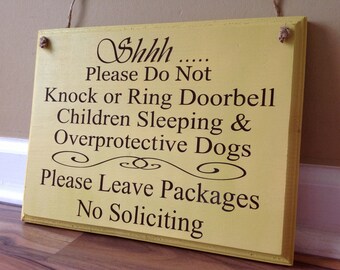 Shhh .....
Please Do Not
Knock or Ring Doorbell
Children Sleeping &
Overprotective Dogs
Please Leave Packages
No Soliciting